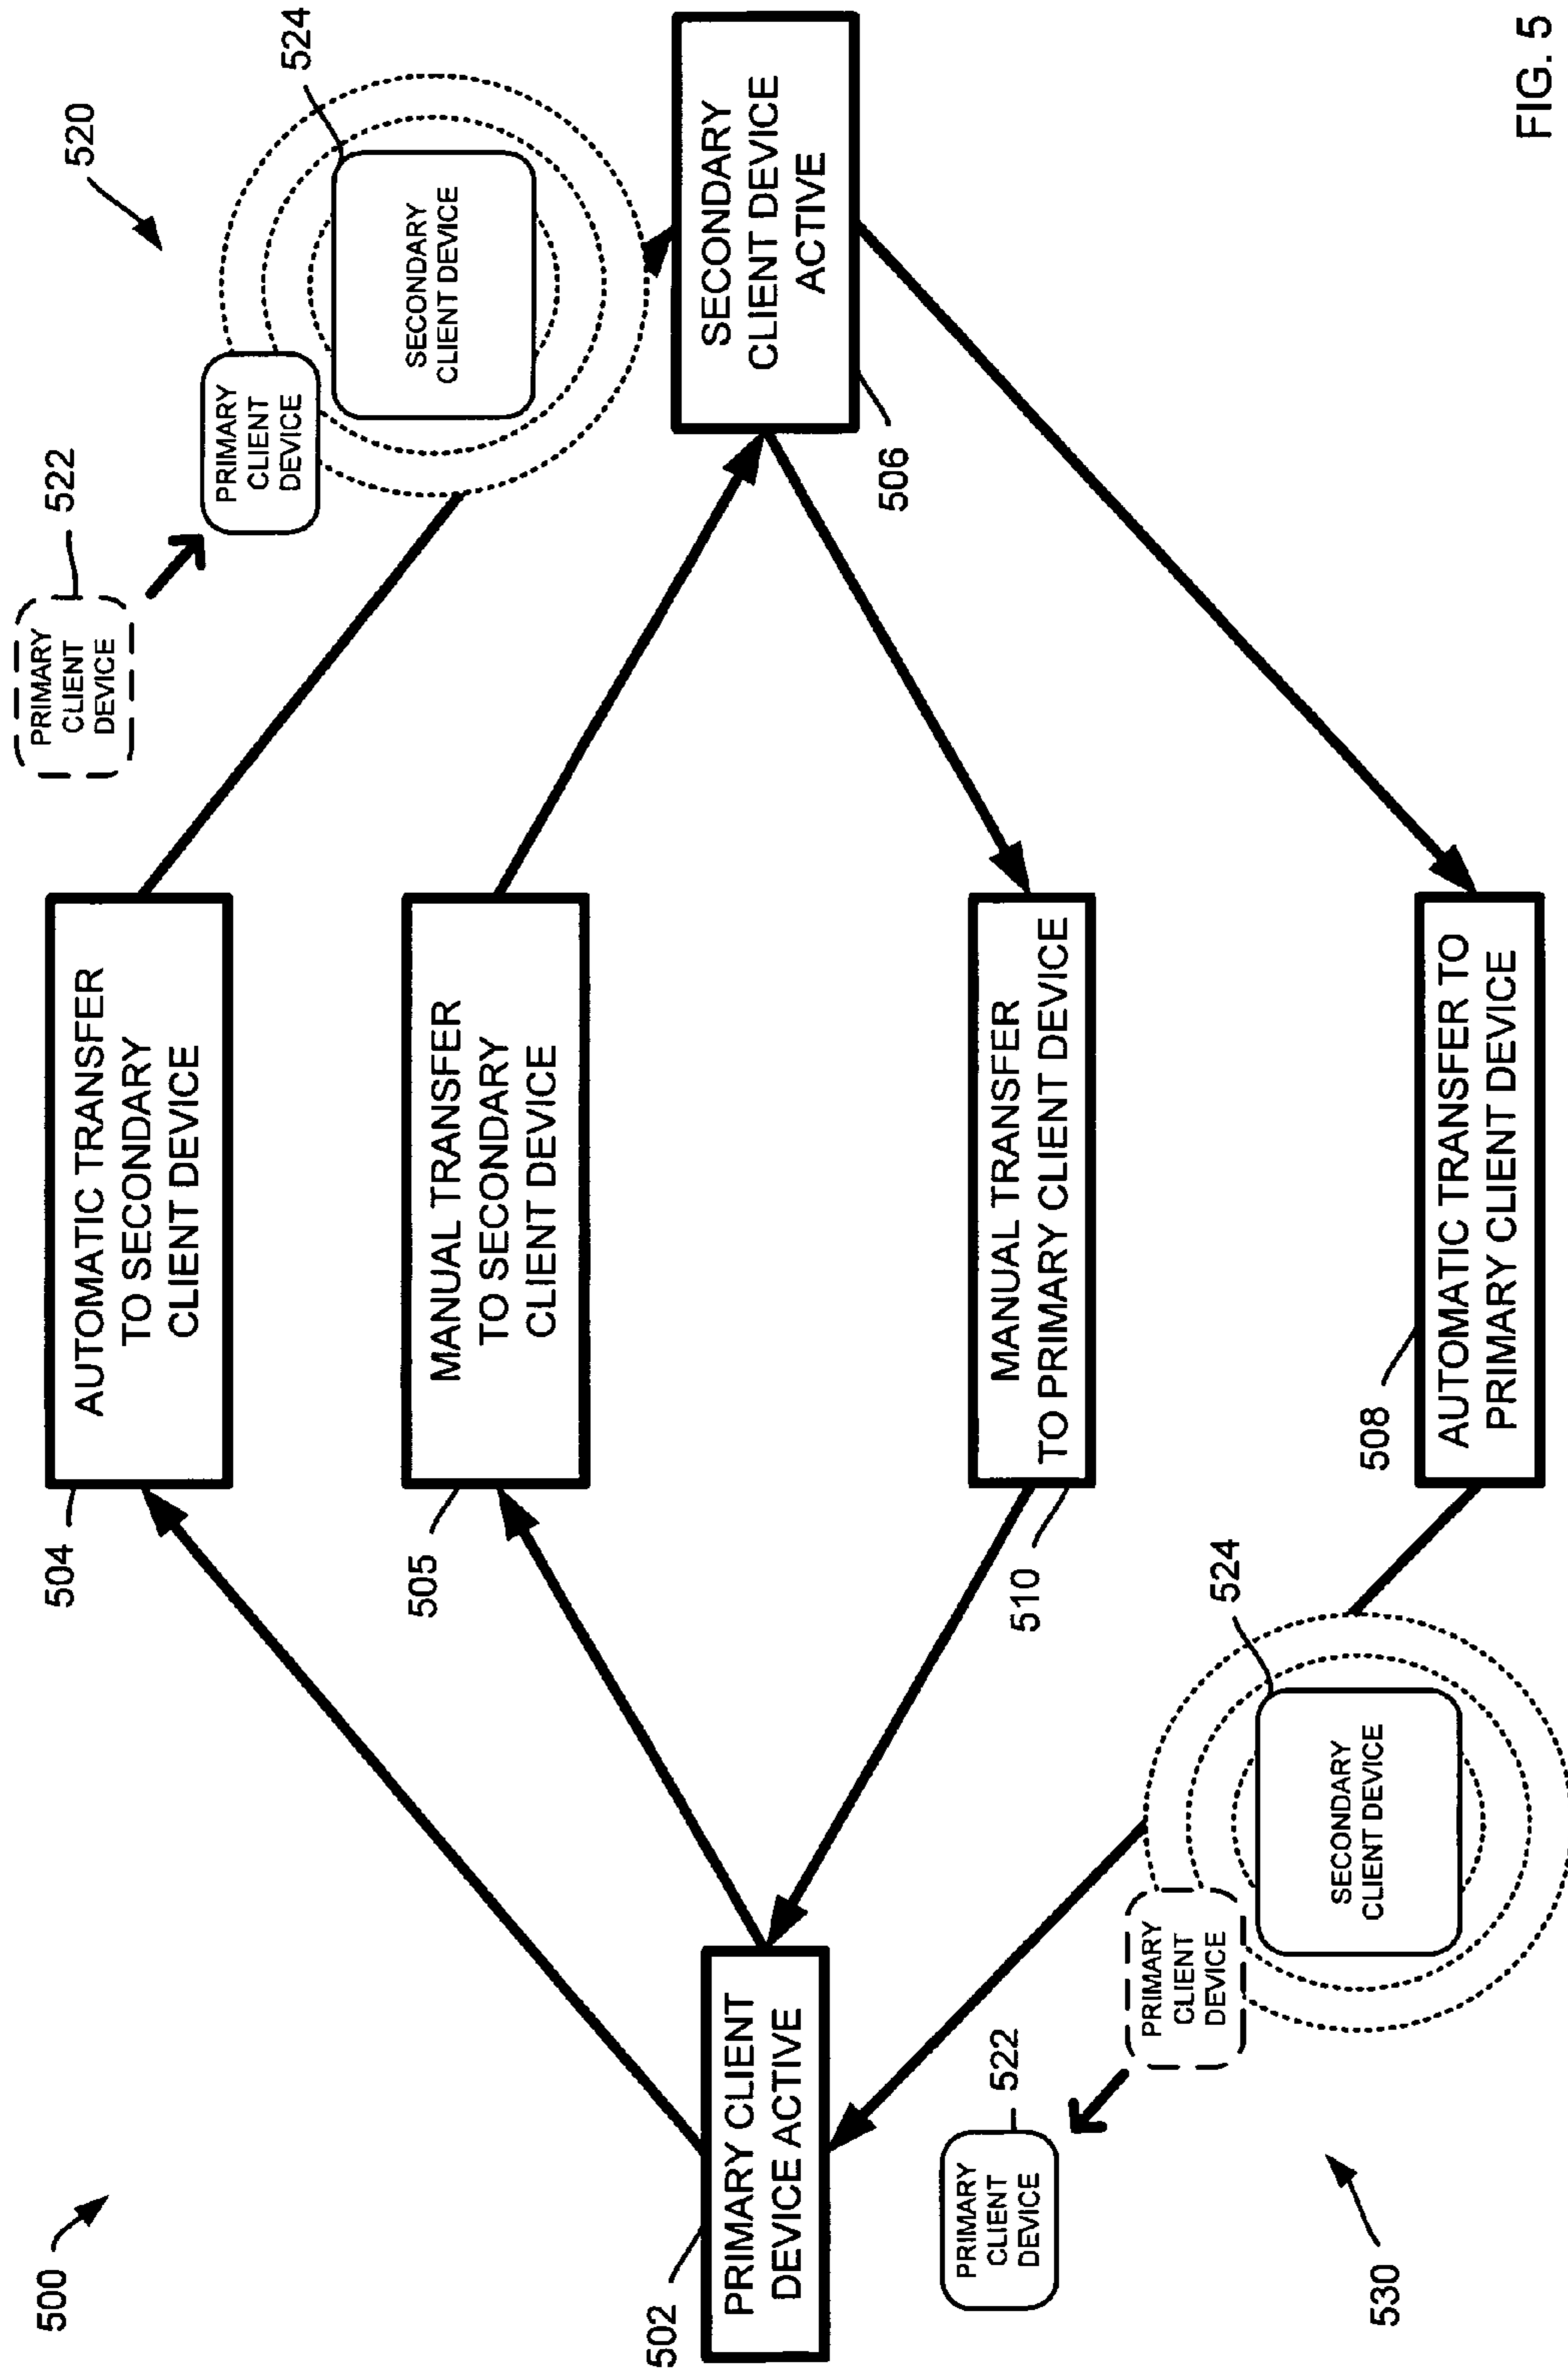 500
504
AUTOMATIC TRANSFER
TO SECONDARY
CLIENT DEVICE
PRIMARY
CLIENT
DEVICE
522
520
PRIMARY
CLIENT
DEVICE
524
SECONDARY
CLIENT DEVICE
505
MANUAL TRANSFER
TO SECONDARY
CLIENT DEVICE
502
PRIMARY CLIENT
DEVICE ACTIVE
SECONDARY
CLIENT DEVICE
ACTIVE
506
510
MANUAL TRANSFER
TO PRIMARY CLIENT DEVICE
PRIMARY
CLIENT
DEVICE
522
PRIMARY
CLIENT
DEVICE
524
SECONDARY
CLIENT DEVICE
530
508
AUTOMATIC TRANSFER TO
PRIMARY CLIENT DEVICE
FIG. 5